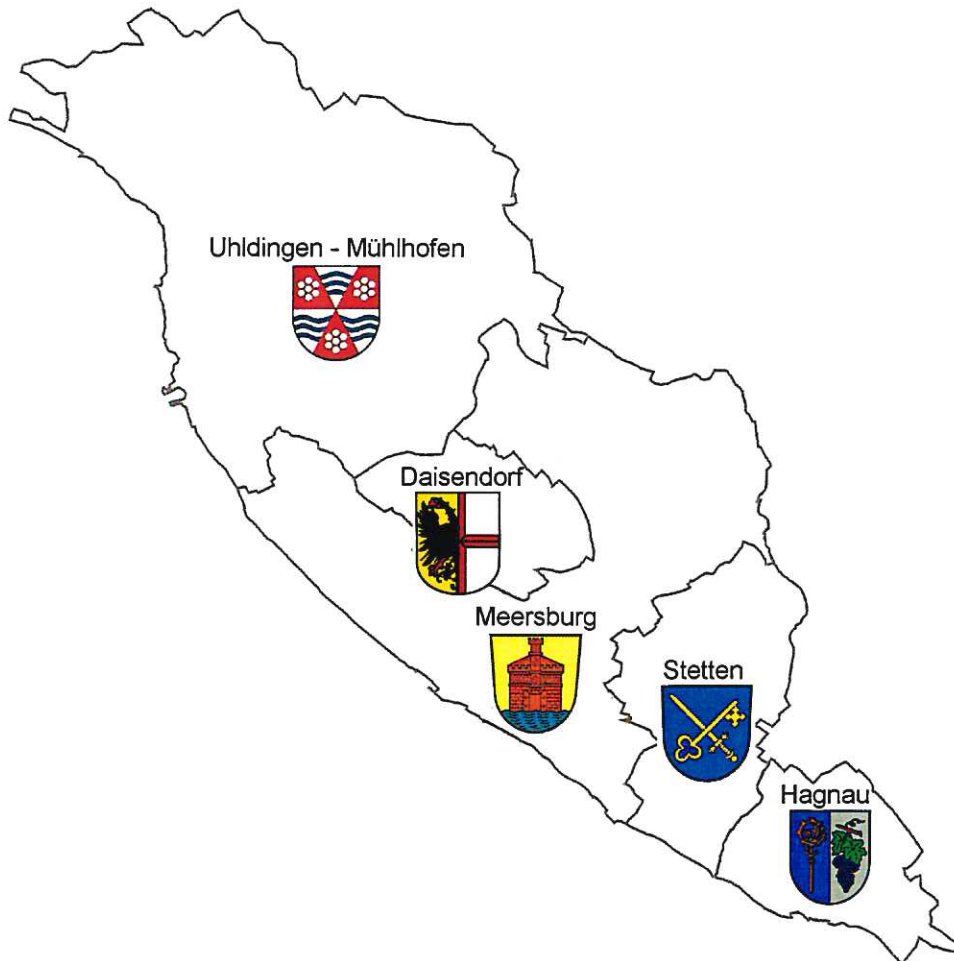 Uhldingen - Mühlhofen
Daisendorf
Meersburg
Stetten
Hagnau